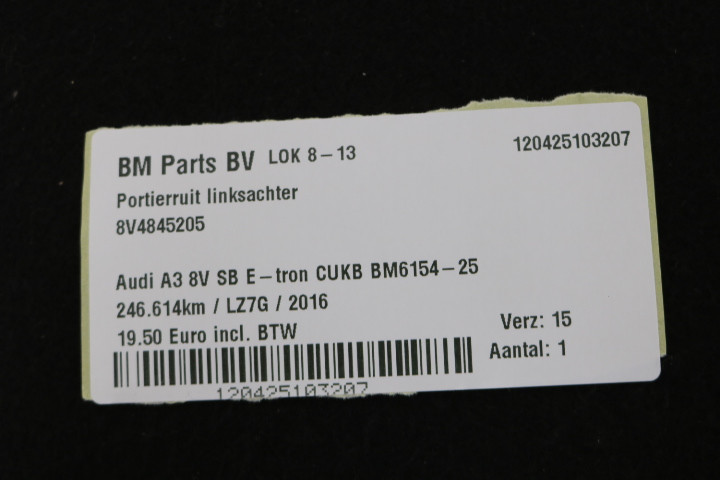 BM Parts BV LOK 8-13 120425103207
Portierruit linksachter
8V4845205
Audi A3 8V SB E-tron CUKB BM6154-25
246.614km / LZ7G / 2016
19.50 Euro incl. BTW
Verz: 15
Aantal: 1
120425103207